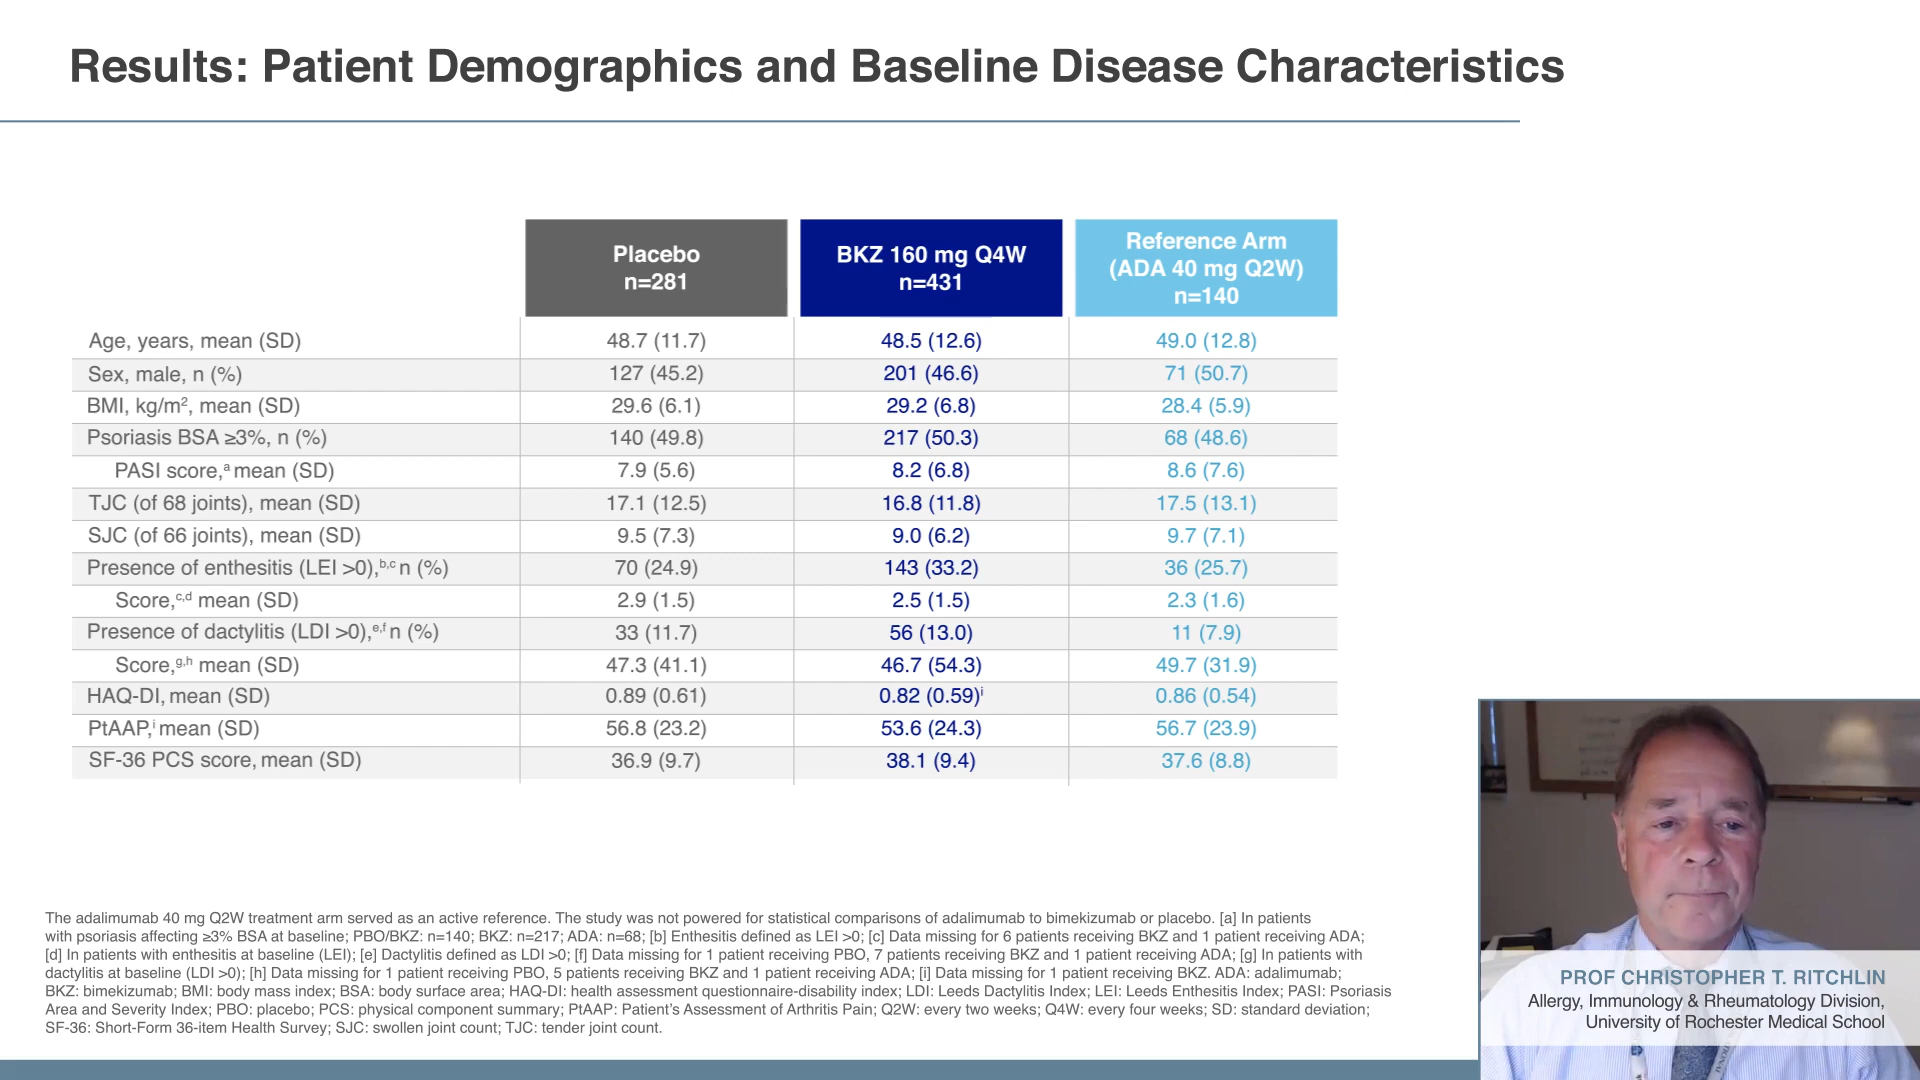 Results: Patient Demographics and Baseline Disease Characteristics
Placebo
n=281
BKZ 160 mg Q4W
n=431
Reference Arm
(ADA 40 mg Q2W)
n=140
Age, years, mean (SD) 48.7 (11.7) 48.5 (12.6) 49.0 (12.8)
Sex, male, n (%) 127 (45.2) 201 (46.6) 71 (50.7)
BMI, kg/m², mean (SD) 29.6 (6.1) 29.2 (6.8) 28.4 (5.9)
Psoriasis BSA ≥3%, n (%) 140 (49.8) 217 (50.3) 68 (48.6)
PASI score,ᵃ mean (SD) 7.9 (5.6) 8.2 (6.8) 8.6 (7.6)
TJC (of 68 joints), mean (SD) 17.1 (12.5) 16.8 (11.8) 17.5 (13.1)
SJC (of 66 joints), mean (SD) 9.5 (7.3) 9.0 (6.2) 9.7 (7.1)
Presence of enthesitis (LEI >0),ᵇ,ᶜ n (%) 70 (24.9) 143 (33.2) 36 (25.7)
Score,ᶜ,ᵈ mean (SD) 2.9 (1.5) 2.5 (1.5) 2.3 (1.6)
Presence of dactylitis (LDI >0),ᵉ,ᶠ n (%) 33 (11.7) 56 (13.0) 11 (7.9)
Score,ᵍ,ʰ mean (SD) 47.3 (41.1) 46.7 (54.3) 49.7 (31.9)
HAQ-DI, mean (SD) 0.89 (0.61) 0.82 (0.59)ⁱ 0.86 (0.54)
PtAAP,ⁱ mean (SD) 56.8 (23.2) 53.6 (24.3) 56.7 (23.9)
SF-36 PCS score, mean (SD) 36.9 (9.7) 38.1 (9.4) 37.6 (8.8)
The adalimumab 40 mg Q2W treatment arm served as an active reference. The study was not powered for statistical comparisons of adalimumab to bimekizumab or placebo. [a] In patients
with psoriasis affecting ≥3% BSA at baseline; PBO/BKZ: n=140; BKZ: n=217; ADA: n=68; [b] Enthesitis defined as LEI >0; [c] Data missing for 6 patients receiving BKZ and 1 patient receiving ADA;
[d] In patients with enthesitis at baseline (LEI); [e] Dactylitis defined as LDI >0; [f] Data missing for 1 patient receiving PBO, 7 patients receiving BKZ and 1 patient receiving ADA; [g] In patients with
dactylitis at baseline (LDI >0); [h] Data missing for 1 patient receiving PBO, 5 patients receiving BKZ and 1 patient receiving ADA; [i] Data missing for 1 patient receiving BKZ. ADA: adalimumab;
BKZ: bimekizumab; BMI: body mass index; BSA: body surface area; HAQ-DI: health assessment questionnaire-disability index; LDI: Leeds Dactylitis Index; LEI: Leeds Enthesitis Index; PASI: Psoriasis
Area and Severity Index; PBO: placebo; PCS: physical component summary; PtAAP: Patient's Assessment of Arthritis Pain; Q2W: every two weeks; Q4W: every four weeks; SD: standard deviation;
SF-36: Short-Form 36-item Health Survey; SJC: swollen joint count; TJC: tender joint count.
PROF CHRISTOPHER T. RITCHLIN
Allergy, Immunology & Rheumatology Division,
University of Rochester Medical School